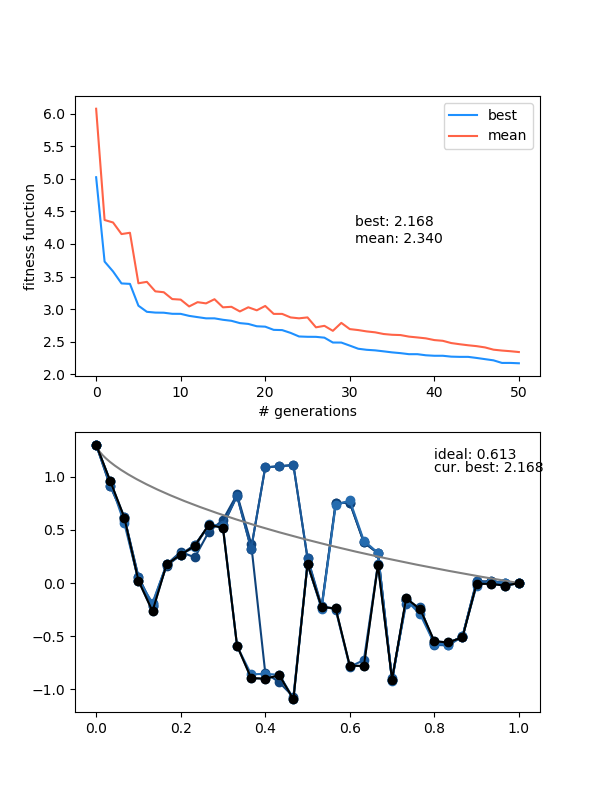 6.0
5.5
5.0
4.5
4.0
3.5
3.0
2.5
2.0
fitness function
best
mean
best: 2.168
mean: 2.340
0 10 20 30 40 50
# generations
ideal: 0.613
cur. best: 2.168
1.0
0.5
0.0
−0.5
−1.0
0.0 0.2 0.4 0.6 0.8 1.0